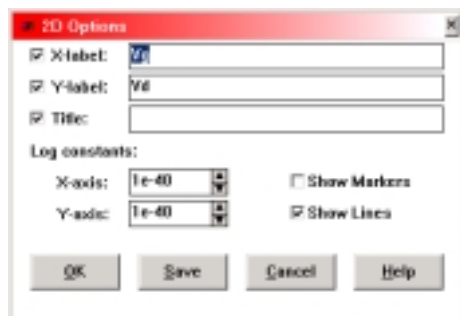 2D Options
X-label: Vg
Y-label: Vd
Title:
Log constants:
X-axis: 1e-40
Show Markers
Y-axis: 1e-40
Show Lines
OK Save Cancel Help